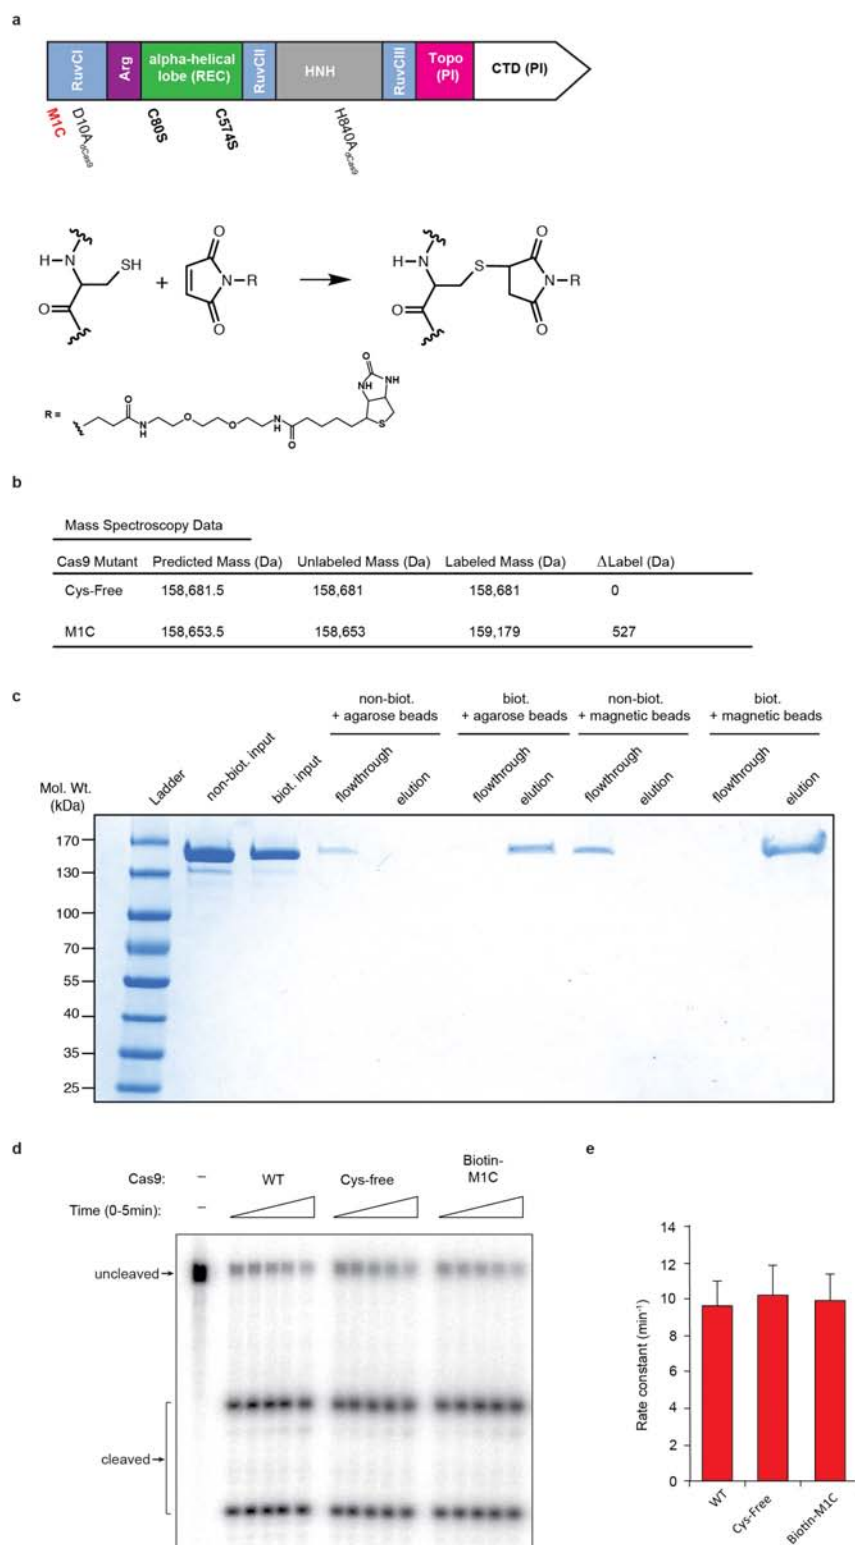 a
RuvCI
Arg
alpha-helical
lobe (REC)
RuvCII
HNH
RuvCIII
Topo
(PI)
CTD (PI)
M1C
D10A dCas9
C80S
C574S
H840A dCas9
H-N
SH
O
+
O
N-R
O
H-N
S
O
O
N-R
O
R =
O
N
H
O
O
H
N
O
O
NH
NH
S
b
Mass Spectroscopy Data
Cas9 Mutant Predicted Mass (Da) Unlabeled Mass (Da) Labeled Mass (Da) ΔLabel (Da)
Cys-Free 158,681.5 158,681 158,681 0
M1C 158,653.5 158,653 159,179 527
c
non-biot.
+ agarose beads
biot.
+ agarose beads
non-biot.
+ magnetic beads
biot.
+ magnetic beads
Mol. Wt.
(kDa)
Ladder
non-biot. input
biot. input
flowthrough
elution
flowthrough
elution
flowthrough
elution
flowthrough
elution
170
130
100
70
55
40
35
25
d
Cas9: – WT Cys-free Biotin-
M1C
Time (0-5min): –
uncleaved
cleaved
e
Rate constant (min⁻¹)
14
12
10
8
6
4
2
0
WT
Cys-Free
Biotin-M1C